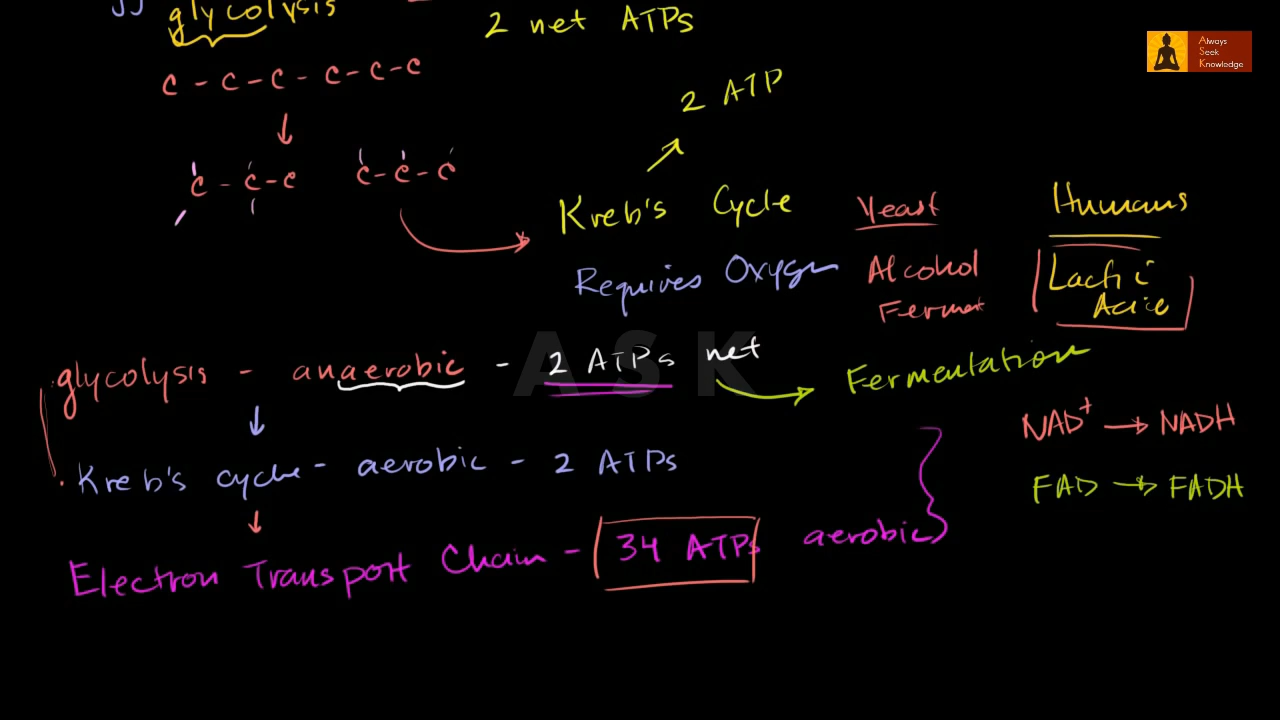 glycolysis
2 net ATPs
Always
Seek
Knowledge
C - C - C - C - C - C
2 ATP
C - C - C C - C - C
Kreb's Cycle
Requires Oxygen
Yeast
Alcohol
Ferment
Humans
Lactic
Acid
ASK
glycolysis - anaerobic - 2 ATPs net
Fermentation
Kreb's cycle - aerobic - 2 ATPs
NAD+ → NADH
FAD → FADH
Electron Transport Chain - 34 ATPs aerobic